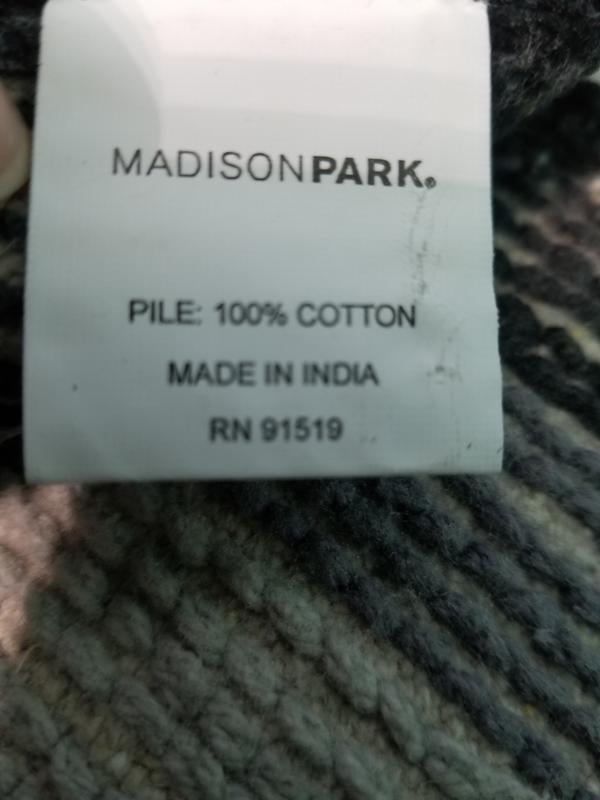 MADISONPARK®
PILE: 100% COTTON
MADE IN INDIA
RN 91519